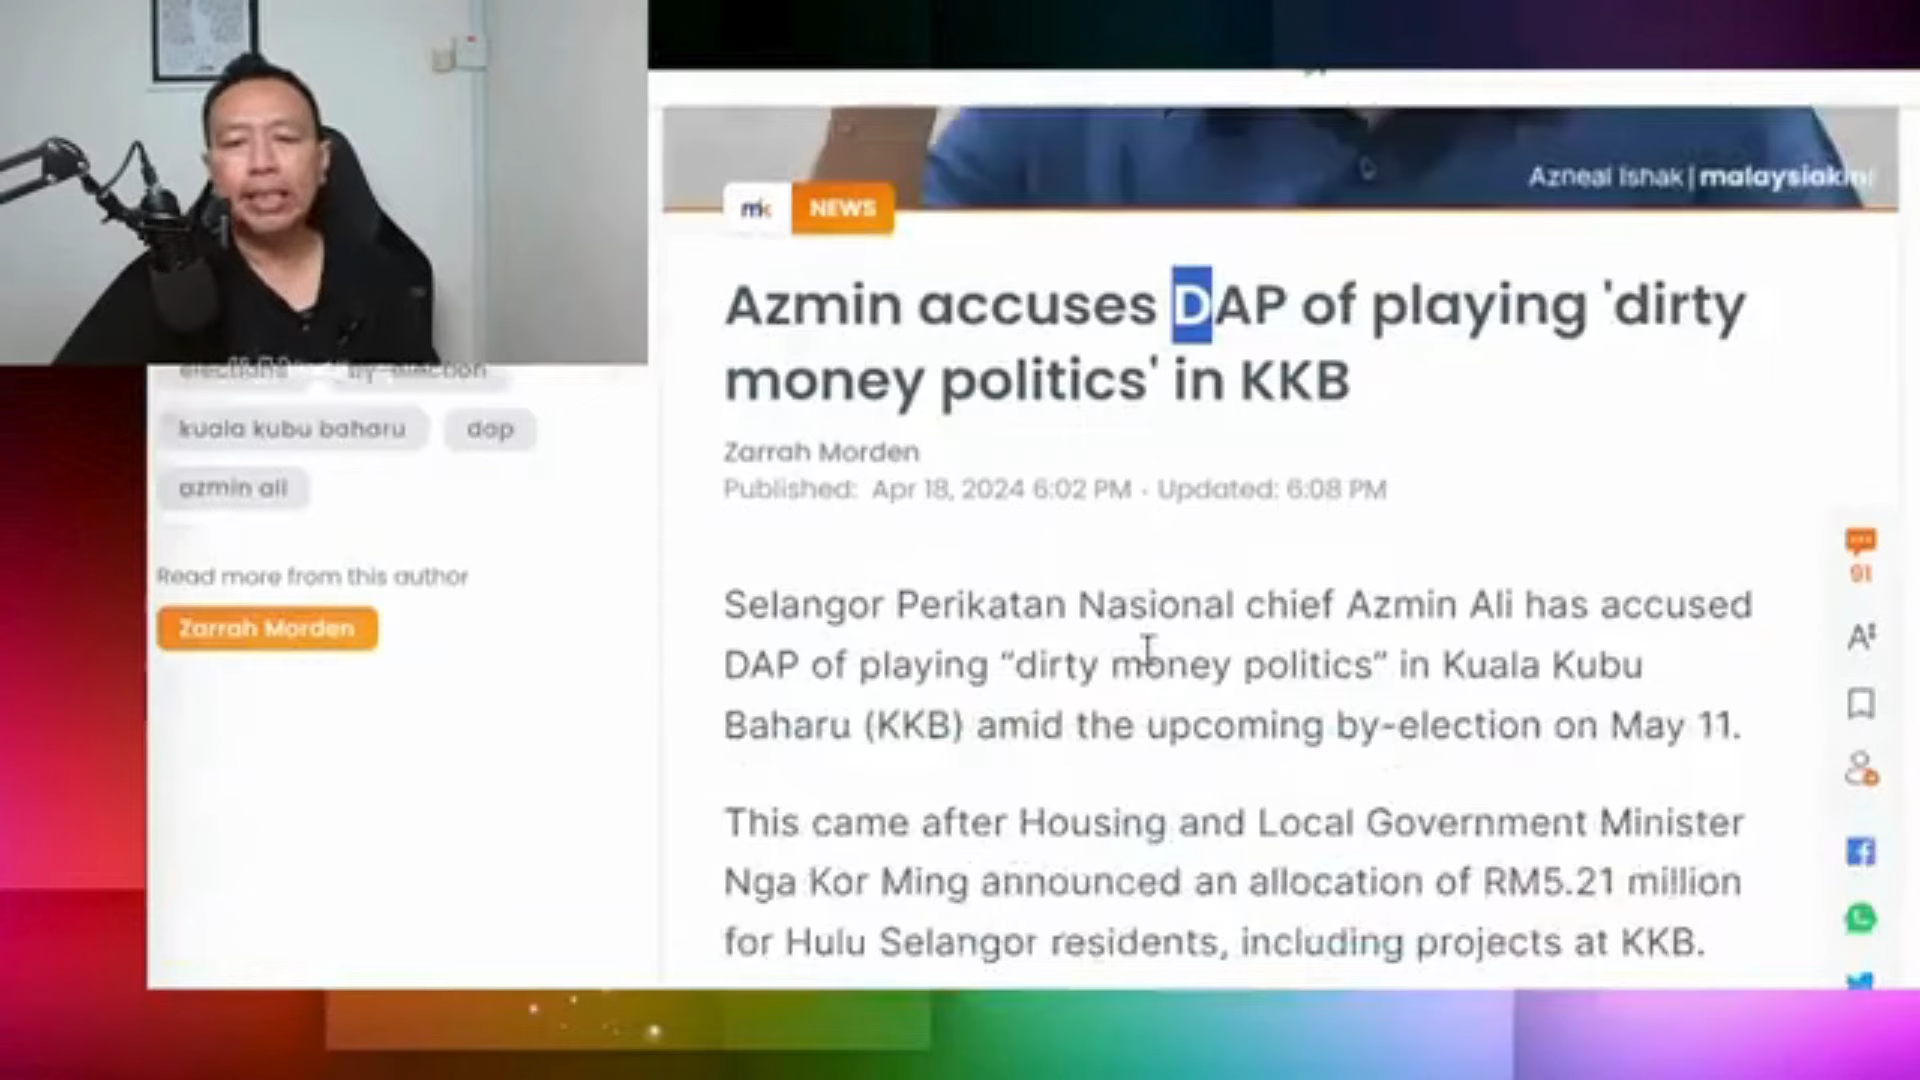 Azneal Ishak | malaysiakini
mk NEWS
Azmin accuses DAP of playing 'dirty
money politics' in KKB
Zarrah Morden
Published: Apr 18, 2024 6:02 PM · Updated: 6:08 PM
Selangor Perikatan Nasional chief Azmin Ali has accused
DAP of playing “dirty money politics” in Kuala Kubu
Baharu (KKB) amid the upcoming by-election on May 11.
This came after Housing and Local Government Minister
Nga Kor Ming announced an allocation of RM5.21 million
for Hulu Selangor residents, including projects at KKB.
elections by-election
kuala kubu baharu dap
azmin ali
Read more from this author
Zarrah Morden
91
A